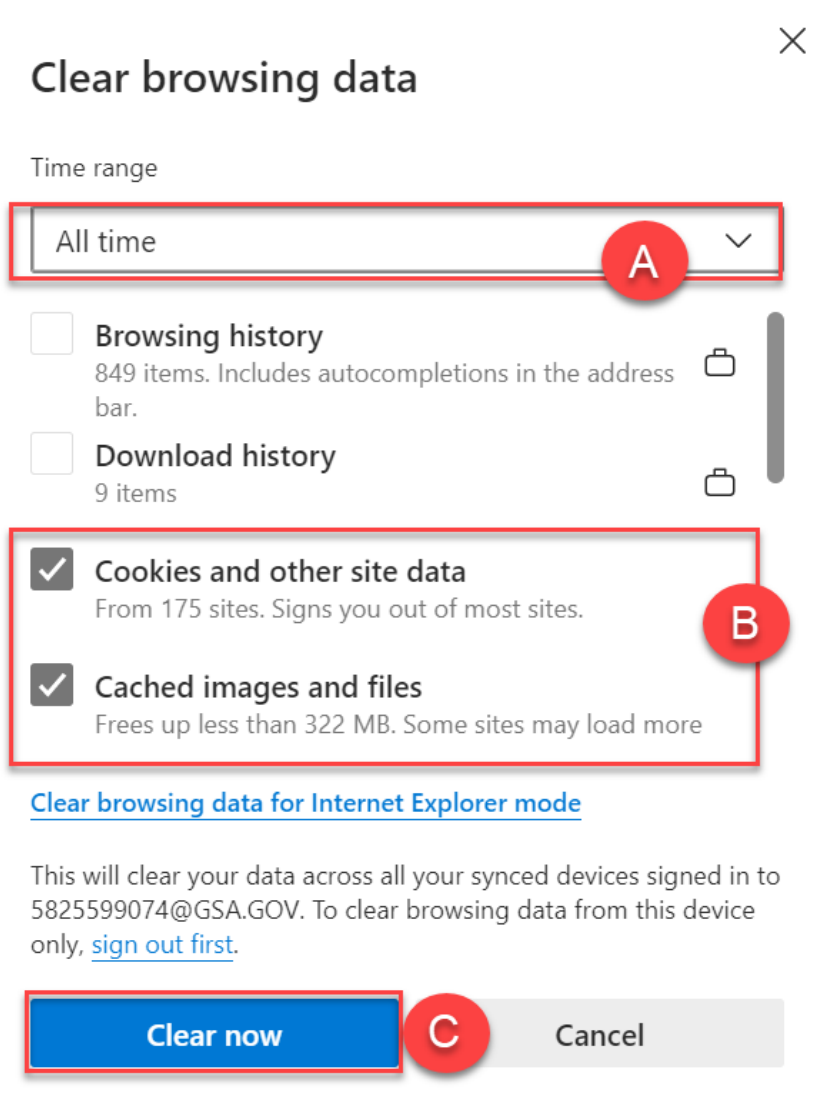 Clear browsing data
Time range
All time
A
Browsing history
849 items. Includes autocompletions in the address
bar.
Download history
9 items
Cookies and other site data
From 175 sites. Signs you out of most sites.
B
Cached images and files
Frees up less than 322 MB. Some sites may load more
Clear browsing data for Internet Explorer mode
This will clear your data across all your synced devices signed in to
5825599074@GSA.GOV. To clear browsing data from this device
only, sign out first.
Clear now
C
Cancel